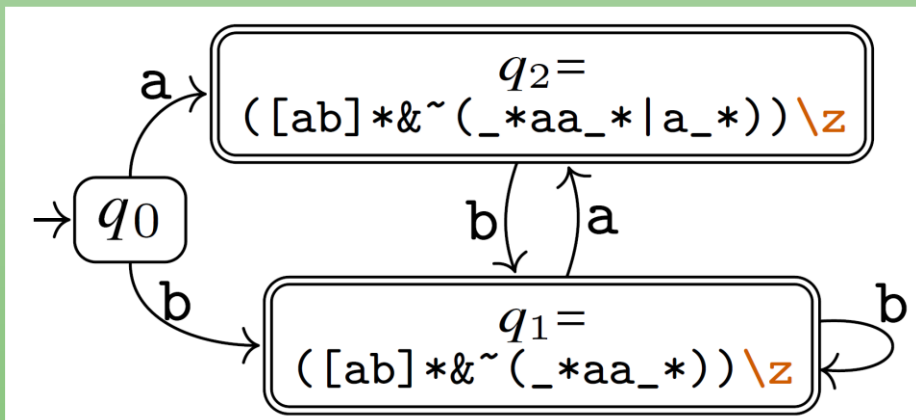 q2=
a
([ab]*&~(_*aa_*|a_*))\z
q0
b
a
b
b
q1=
([ab]*&~(_*aa_*))\z